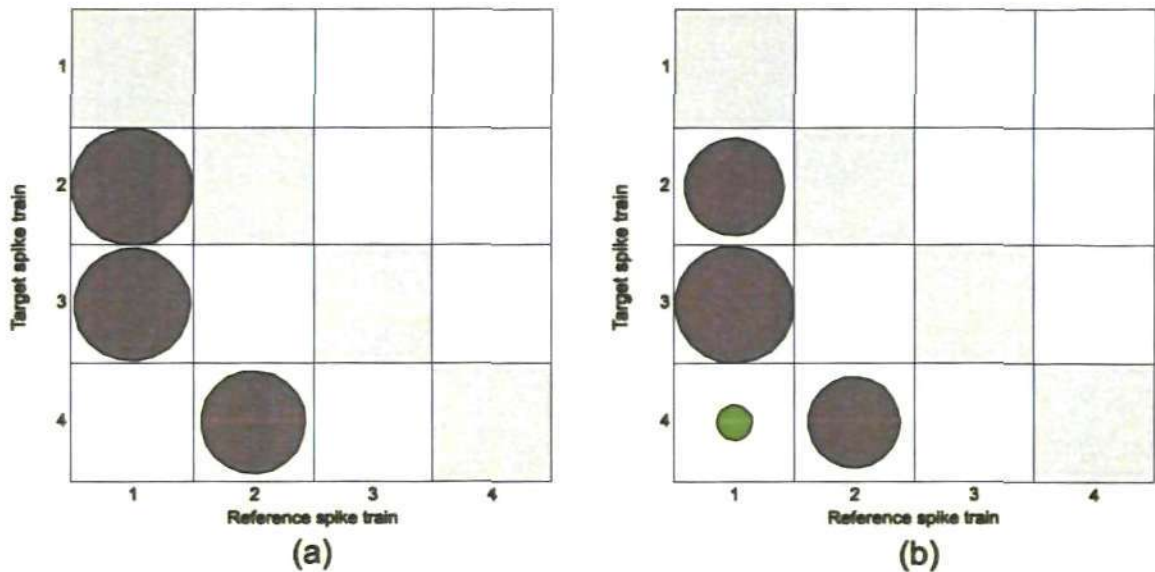 Target spike train
1
2
3
4
1 2 3 4
Reference spike train
(a)
Target spike train
1
2
3
4
1 2 3 4
Reference spike train
(b)